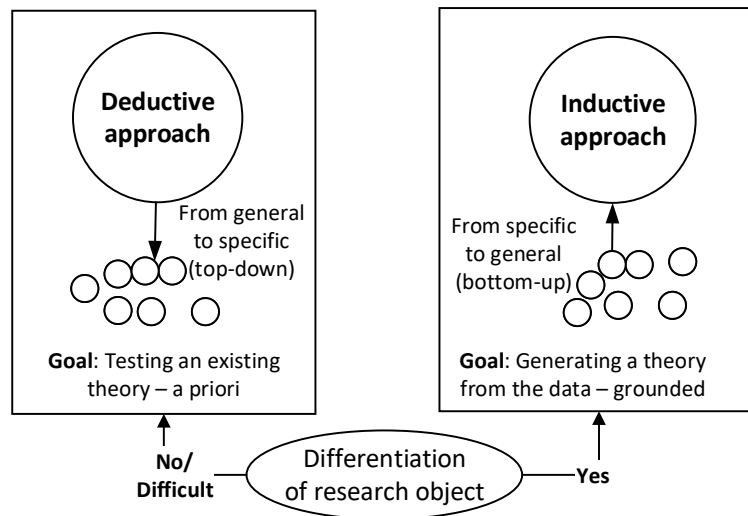 Deductive
approach
From general
to specific
(top-down)
Goal: Testing an existing
theory – a priori
Inductive
approach
From specific
to general
(bottom-up)
Goal: Generating a theory
from the data – grounded
No/
Difficult
Differentiation
of research object
Yes